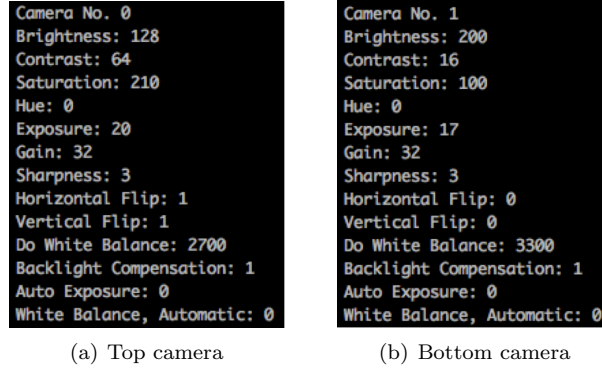 Camera No. 0
Brightness: 128
Contrast: 64
Saturation: 210
Hue: 0
Exposure: 20
Gain: 32
Sharpness: 3
Horizontal Flip: 1
Vertical Flip: 1
Do White Balance: 2700
Backlight Compensation: 1
Auto Exposure: 0
White Balance, Automatic: 0
(a) Top camera
Camera No. 1
Brightness: 200
Contrast: 16
Saturation: 100
Hue: 0
Exposure: 17
Gain: 32
Sharpness: 3
Horizontal Flip: 0
Vertical Flip: 0
Do White Balance: 3300
Backlight Compensation: 1
Auto Exposure: 0
White Balance, Automatic: 0
(b) Bottom camera